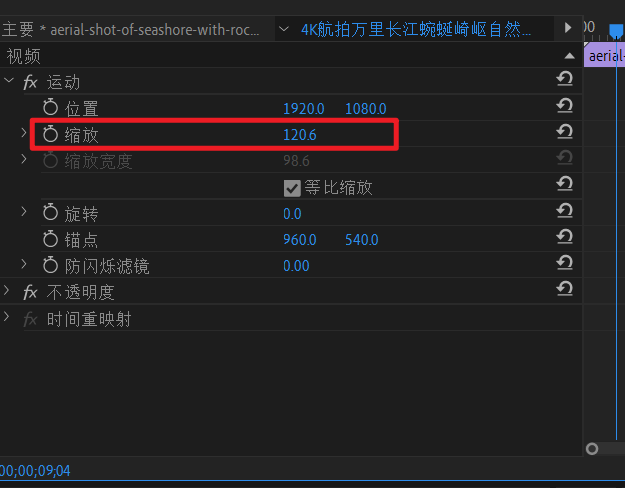 主要 * aerial-shot-of-seashore-with-roc... 4K航拍万里长江蜿蜒崎岖自然... :00
视频 aerial-
fx 运动
位置 1920.0 1080.0
缩放 120.6
缩放宽度 98.6
等比缩放
旋转 0.0
锚点 960.0 540.0
防闪烁滤镜 0.00
fx 不透明度
fx 时间重映射
00;00;09;04